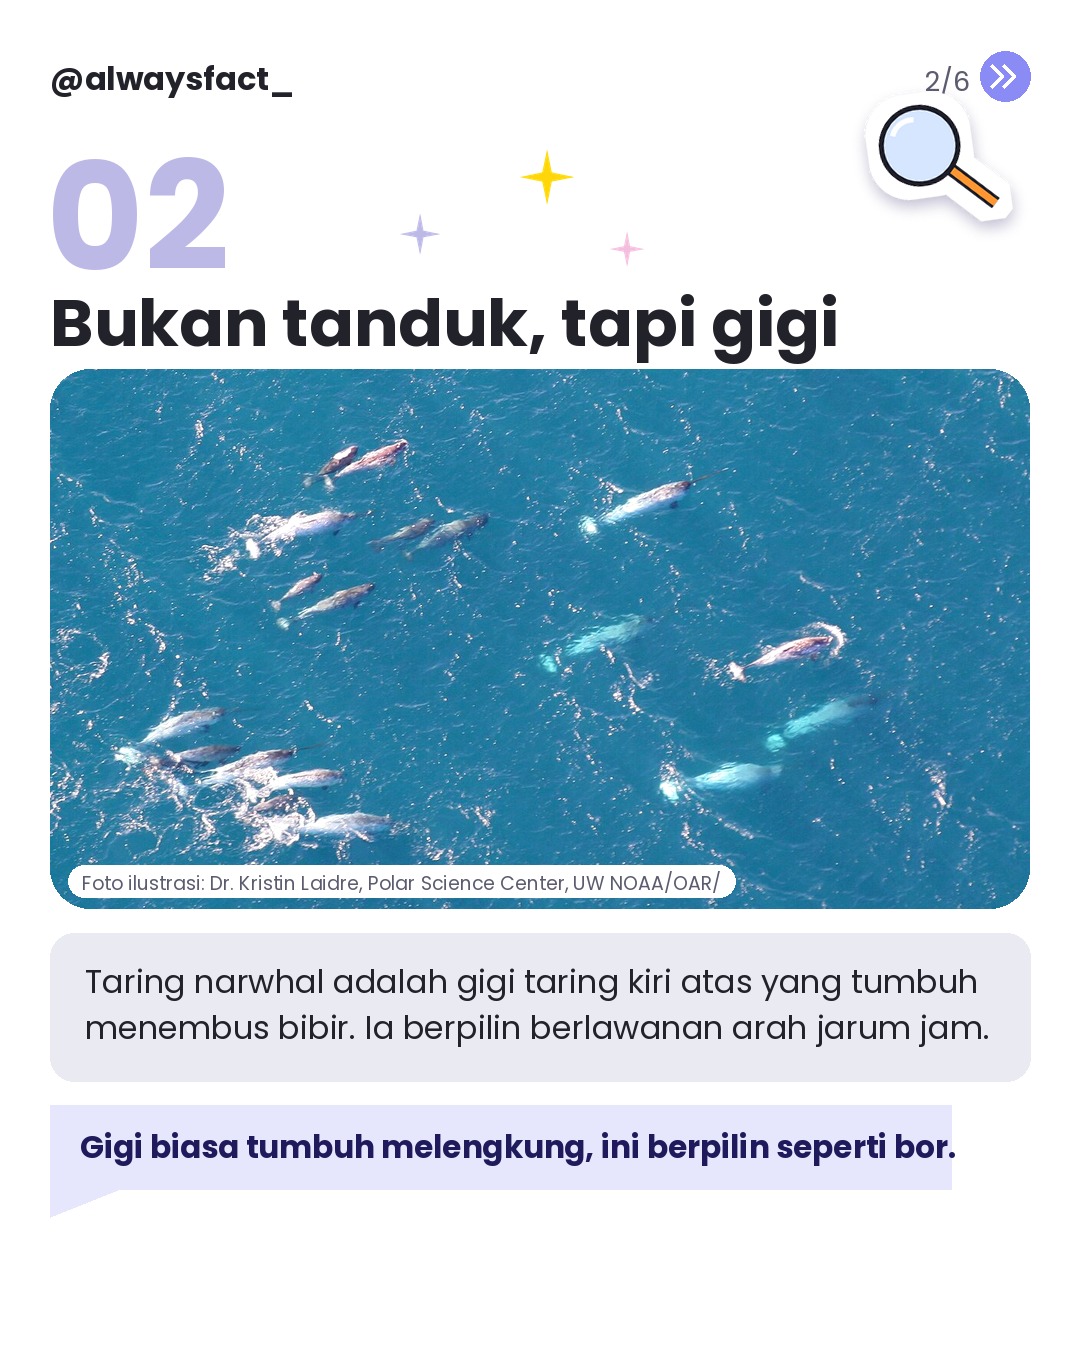 @alwaysfact_
2/6
02
Bukan tanduk, tapi gigi
Foto ilustrasi: Dr. Kristin Laidre, Polar Science Center, UW NOAA/OAR/
Taring narwhal adalah gigi taring kiri atas yang tumbuh
menembus bibir. Ia berpilin berlawanan arah jarum jam.
Gigi biasa tumbuh melengkung, ini berpilin seperti bor.